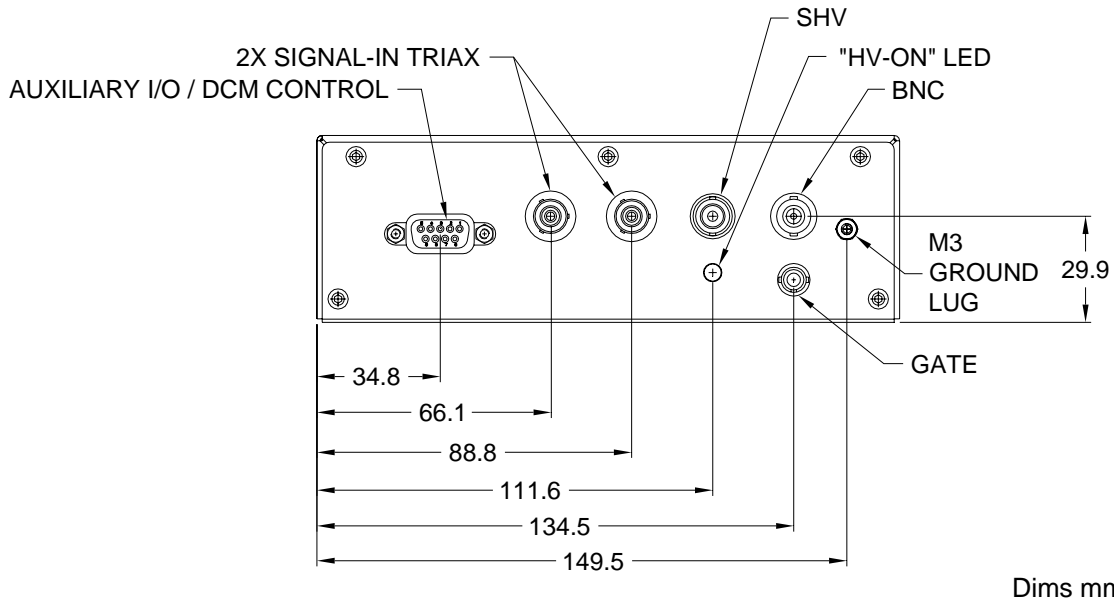 SHV
2X SIGNAL-IN TRIAX
"HV-ON" LED
AUXILIARY I/O / DCM CONTROL
BNC
M3
GROUND
LUG
29.9
GATE
34.8
66.1
88.8
111.6
134.5
149.5
Dims mm